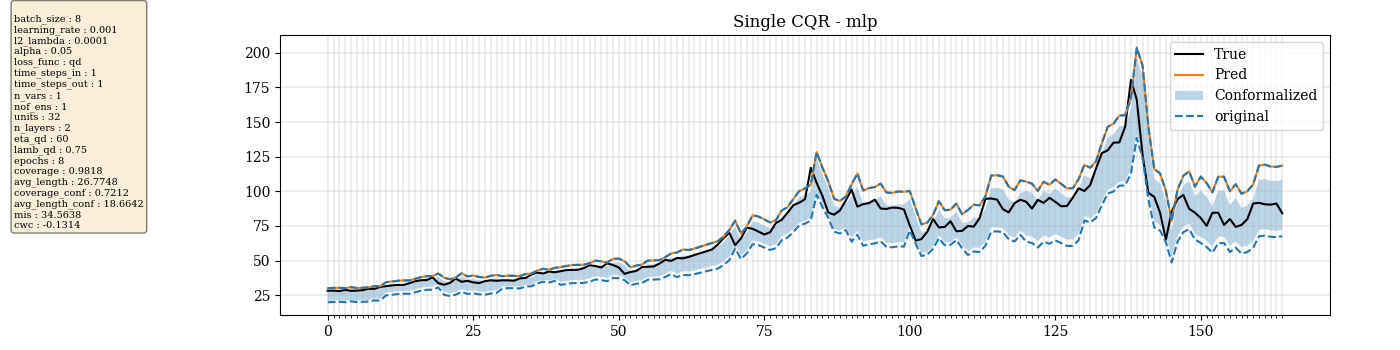 batch_size : 8
learning_rate : 0.001
l2_lambda : 0.0001
alpha : 0.05
loss_func : qd
time_steps_in : 1
time_steps_out : 1
n_vars : 1
nof_ens : 1
units : 32
n_layers : 2
eta_qd : 60
lamb_qd : 0.75
epochs : 8
coverage : 0.9818
avg_length : 26.7748
coverage_conf : 0.7212
avg_length_conf : 18.6642
mis : 34.5638
cwc : -0.1314
Single CQR - mlp
200
175
150
125
100
75
50
25
0 25 50 75 100 125 150
True
Pred
Conformalized
original